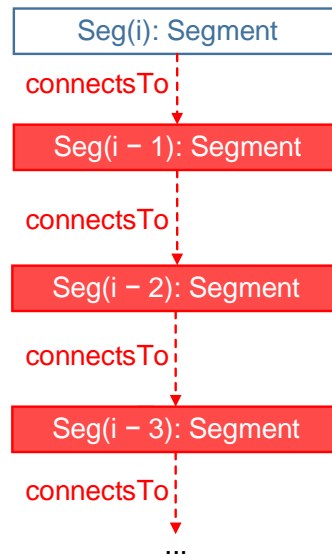 Seg(i): Segment
connectsTo
Seg(i − 1): Segment
connectsTo
Seg(i − 2): Segment
connectsTo
Seg(i − 3): Segment
connectsTo
...